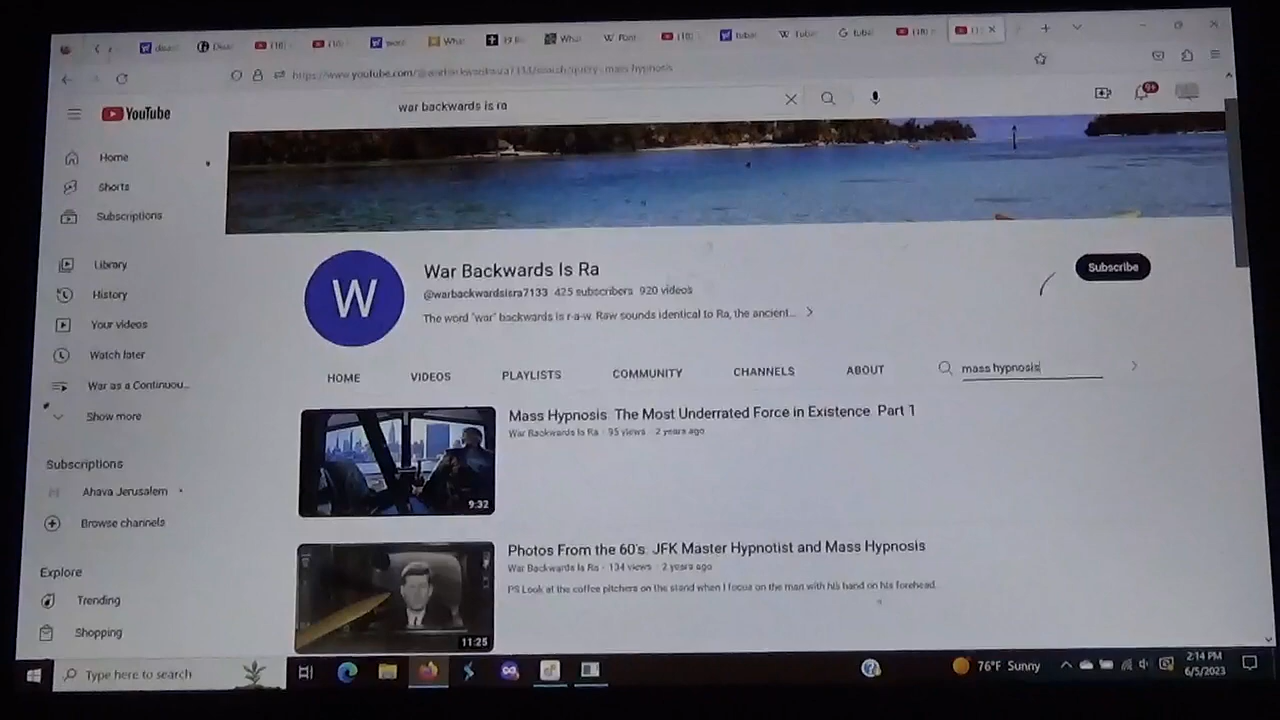 YouTube
war backwards is ra
9+
Home
Shorts
Subscriptions
Library
History
Your videos
Watch later
War as a Continuou...
Show more
Subscriptions
Ahava Jerusalem
Browse channels
Explore
Trending
Shopping
W
War Backwards Is Ra
@warbackwardsisra7133 425 subscribers 920 videos
The word "war" backwards is r-a-w. Raw sounds identical to Ra, the ancient...
Subscribe
HOME VIDEOS PLAYLISTS COMMUNITY CHANNELS ABOUT mass hypnosis
Mass Hypnosis. The Most Underrated Force in Existence. Part 1
War Backwards Is Ra · 95 views · 2 years ago
9:32
Photos From the 60's. JFK Master Hypnotist and Mass Hypnosis
War Backwards Is Ra · 134 views · 2 years ago
PS Look at the coffee pitchers on the stand when I focus on the man with his hand on his forehead.
11:25
Type here to search
76°F Sunny
2:14 PM
6/5/2023